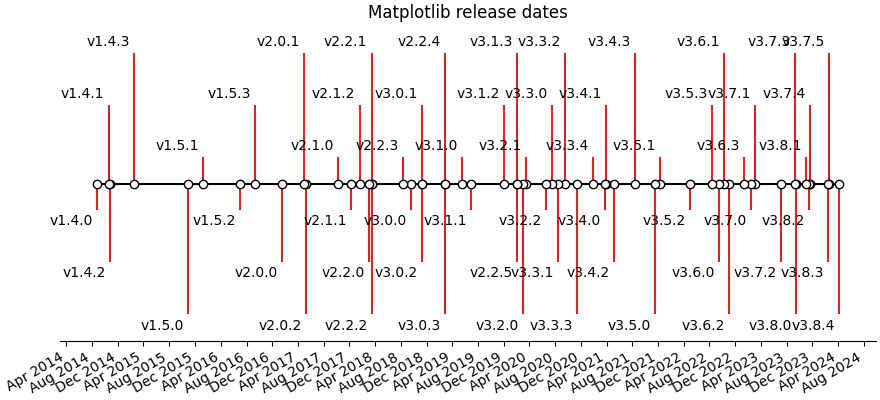 Matplotlib release dates
v1.4.3 v2.0.1 v2.2.1 v2.2.4 v3.1.3 v3.3.2 v3.4.3 v3.6.1 v3.7.3 v3.7.5
v1.4.1 v1.5.3 v2.1.2 v3.0.1 v3.1.2 v3.3.0 v3.4.1 v3.5.3 v3.7.1 v3.7.4
v1.5.1 v2.1.0 v2.2.3 v3.1.0 v3.2.1 v3.3.4 v3.5.1 v3.6.3 v3.8.1
v1.4.0 v1.5.2 v2.1.1 v3.0.0 v3.1.1 v3.2.2 v3.4.0 v3.5.2 v3.7.0 v3.8.2
v1.4.2 v2.0.0 v2.2.0 v3.0.2 v2.2.5 v3.3.1 v3.4.2 v3.6.0 v3.7.2 v3.8.3
v1.5.0 v2.0.2 v2.2.2 v3.0.3 v3.2.0 v3.3.3 v3.5.0 v3.6.2 v3.8.0 v3.8.4
Apr 2014 Aug 2014 Dec 2014 Apr 2015 Aug 2015 Dec 2015 Apr 2016 Aug 2016 Dec 2016 Apr 2017 Aug 2017 Dec 2017 Apr 2018 Aug 2018 Dec 2018 Apr 2019 Aug 2019 Dec 2019 Apr 2020 Aug 2020 Dec 2020 Apr 2021 Aug 2021 Dec 2021 Apr 2022 Aug 2022 Dec 2022 Apr 2023 Aug 2023 Dec 2023 Apr 2024 Aug 2024